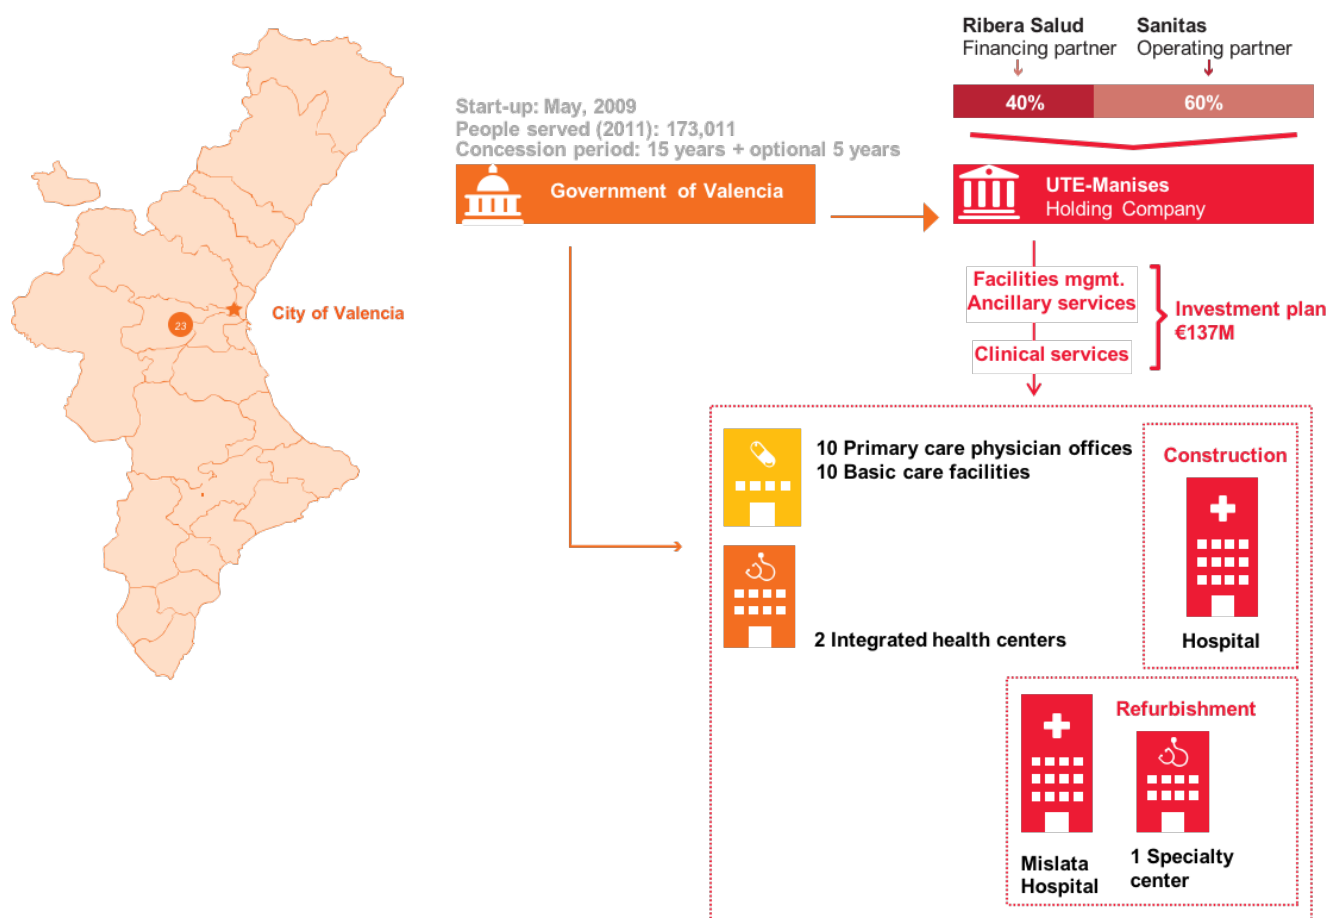 Ribera Salud
Financing partner
Sanitas
Operating partner
40%
60%
Start-up: May, 2009
People served (2011): 173,011
Concession period: 15 years + optional 5 years
Government of Valencia
UTE-Manises
Holding Company
Facilities mgmt.
Ancillary services
Clinical services
Investment plan
€137M
City of Valencia
23
10 Primary care physician offices
10 Basic care facilities
2 Integrated health centers
Construction
Hospital
Refurbishment
Mislata
Hospital
1 Specialty
center